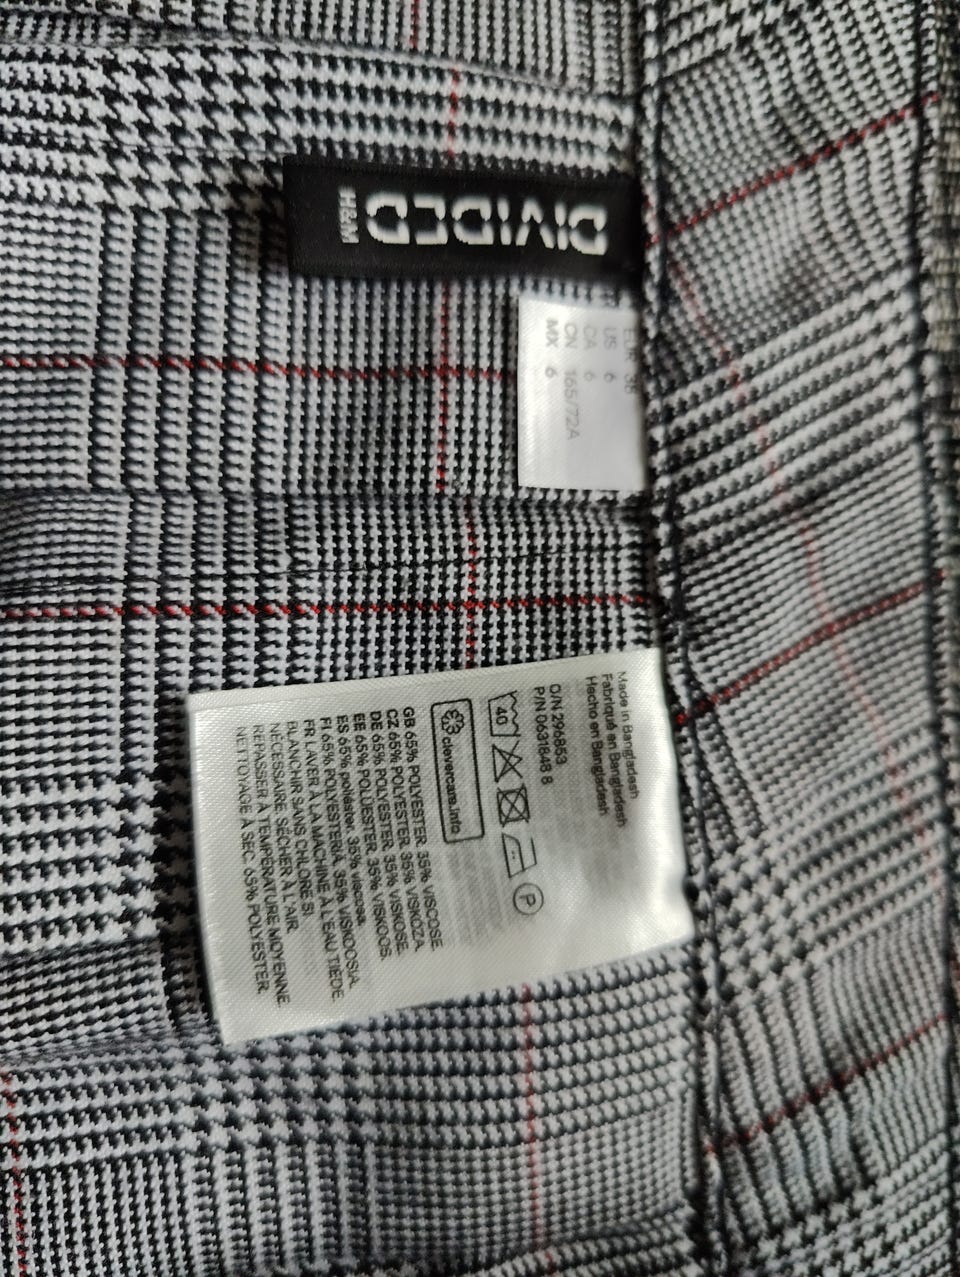 DIVIDED
H&M
EUR 36
US 6
CA 6
CN 165/72A
MX 6
Made in Bangladesh
Fabriqué en Bangladesh
Hecho en Bangladesh
O/N 296853
P/N 0631848 8
40
P
clevercare.info
GB 65% POLYESTER. 35% VISCOSE.
CZ 65% POLYESTER. 35% VISKÓZA.
DE 65% POLYESTER. 35% VISKOSE.
EE 65% POLÜESTER. 35% VISKOOS.
ES 65% poliéster. 35% viscosa.
FI 65% POLYESTERIÄ. 35% VISKOOSIA.
FR LAVER À LA MACHINE À L'EAU TIÈDE.
BLANCHIR SANS CHLORE SI
NÉCESSAIRE. SÉCHER À L'AIR.
REPASSER À TEMPÉRATURE MOYENNE.
NETTOYAGE À SEC. 65% POLYESTER.